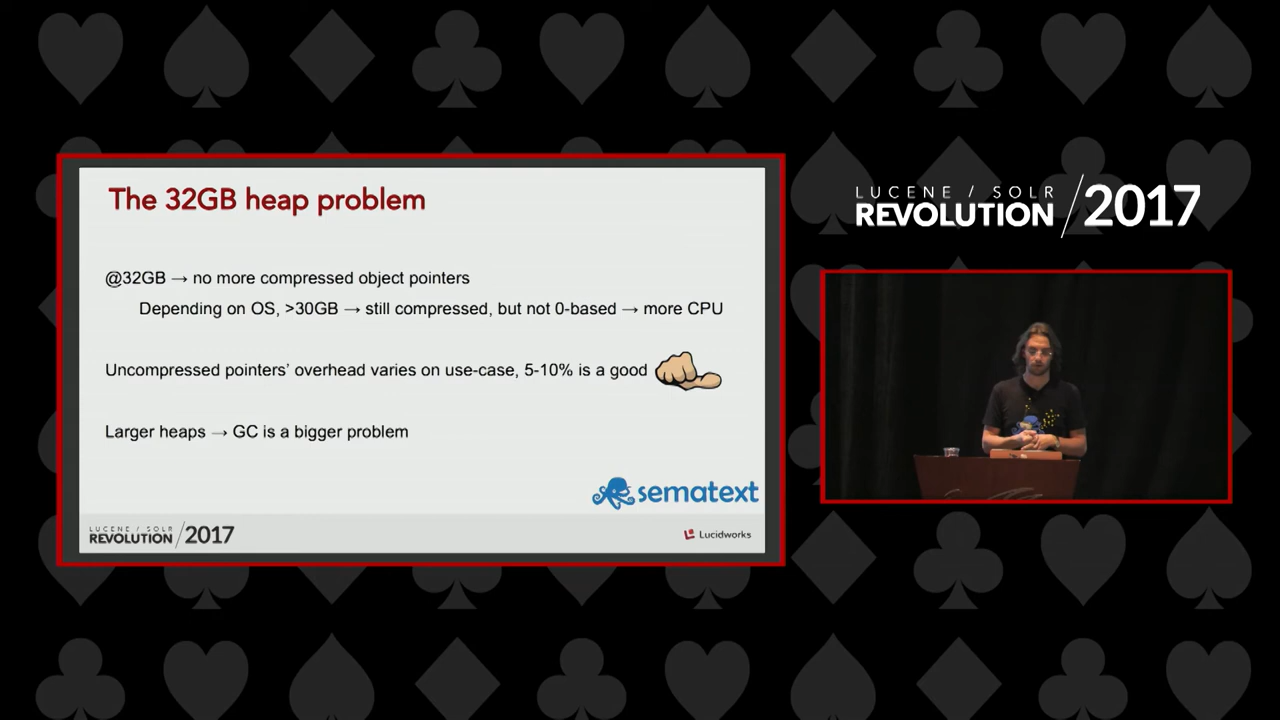 The 32GB heap problem
@32GB → no more compressed object pointers
Depending on OS, >30GB → still compressed, but not 0-based → more CPU
Uncompressed pointers’ overhead varies on use-case, 5-10% is a good
Larger heaps → GC is a bigger problem
sematext
LUCENE / SOLR
REVOLUTION / 2017
Lucidworks
LUCENE / SOLR
REVOLUTION / 2017